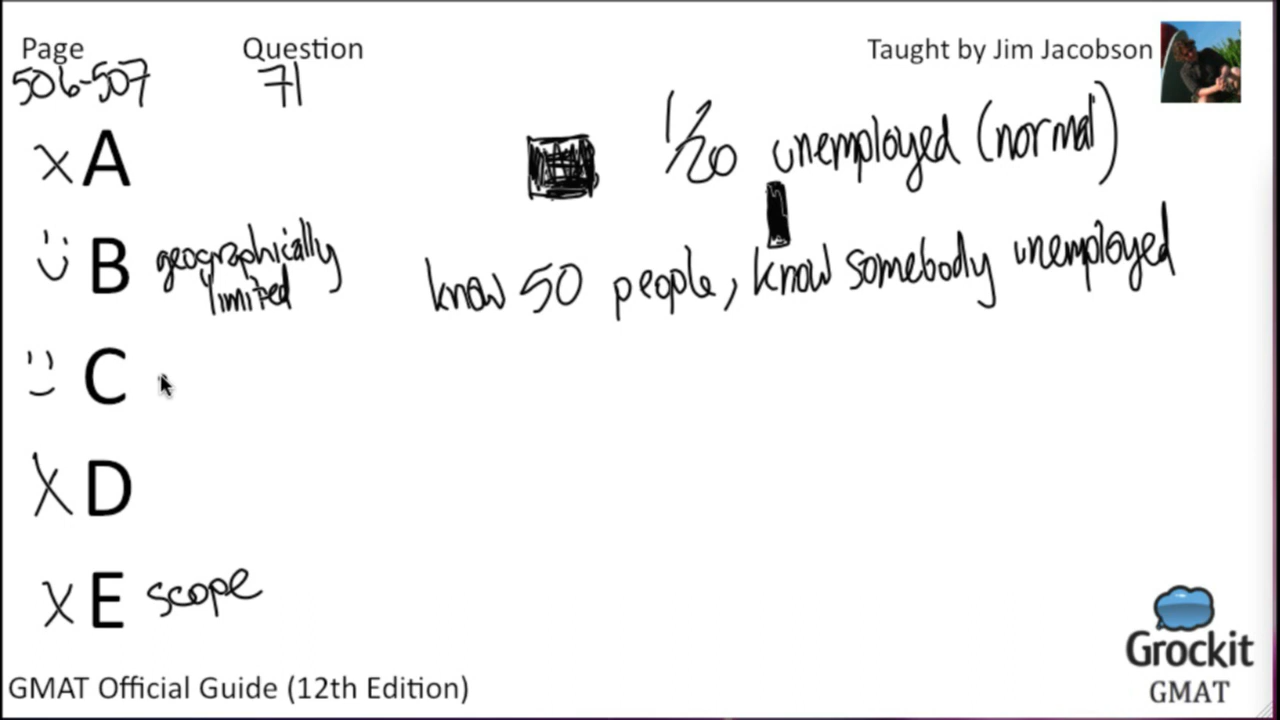 Page Question Taught by Jim Jacobson
506-507 71
X A 1/20 unemployed (normal)
B geographically limited
know 50 people, know somebody unemployed
C
X D
X E scope
Grockit
GMAT
GMAT Official Guide (12th Edition)